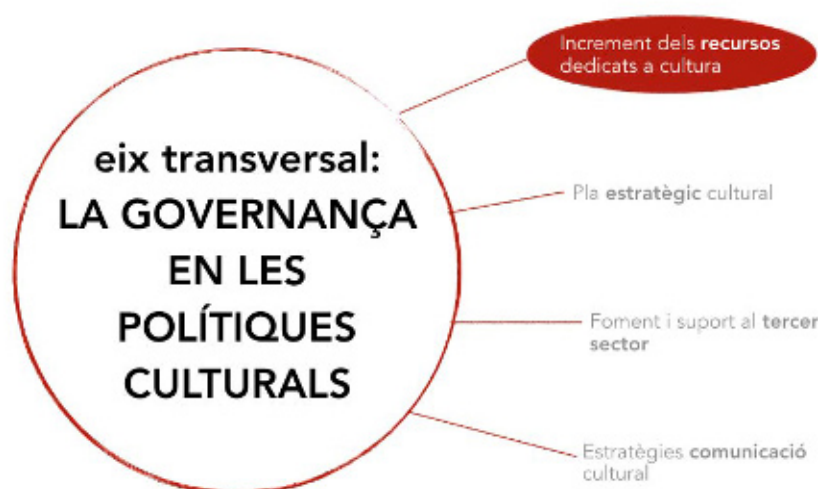 Increment dels recursos
dedicats a cultura
eix transversal:
LA GOVERNANÇA
EN LES
POLÍTIQUES
CULTURALS
Pla estratègic cultural
Foment i suport al tercer
sector
Estratègies comunicació
cultural